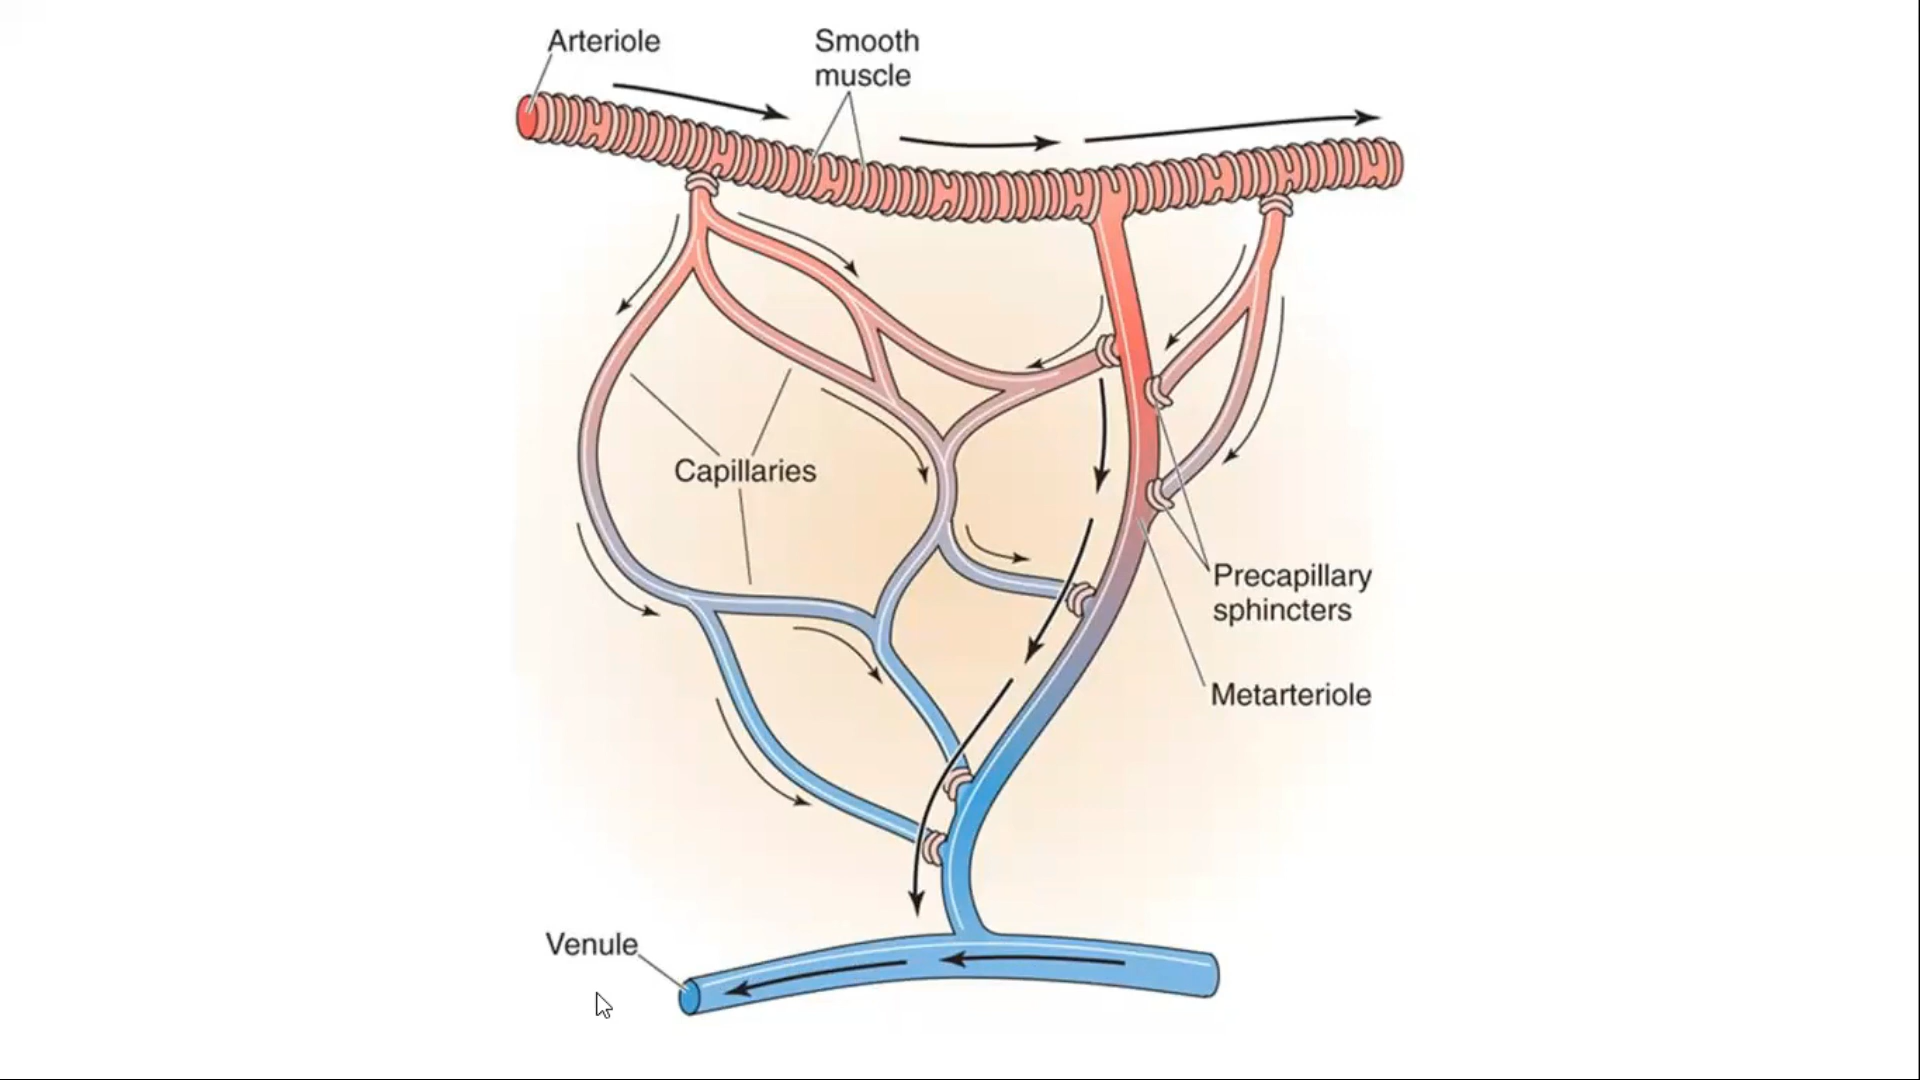 Arteriole
Smooth
muscle
Capillaries
Precapillary
sphincters
Metarteriole
Venule